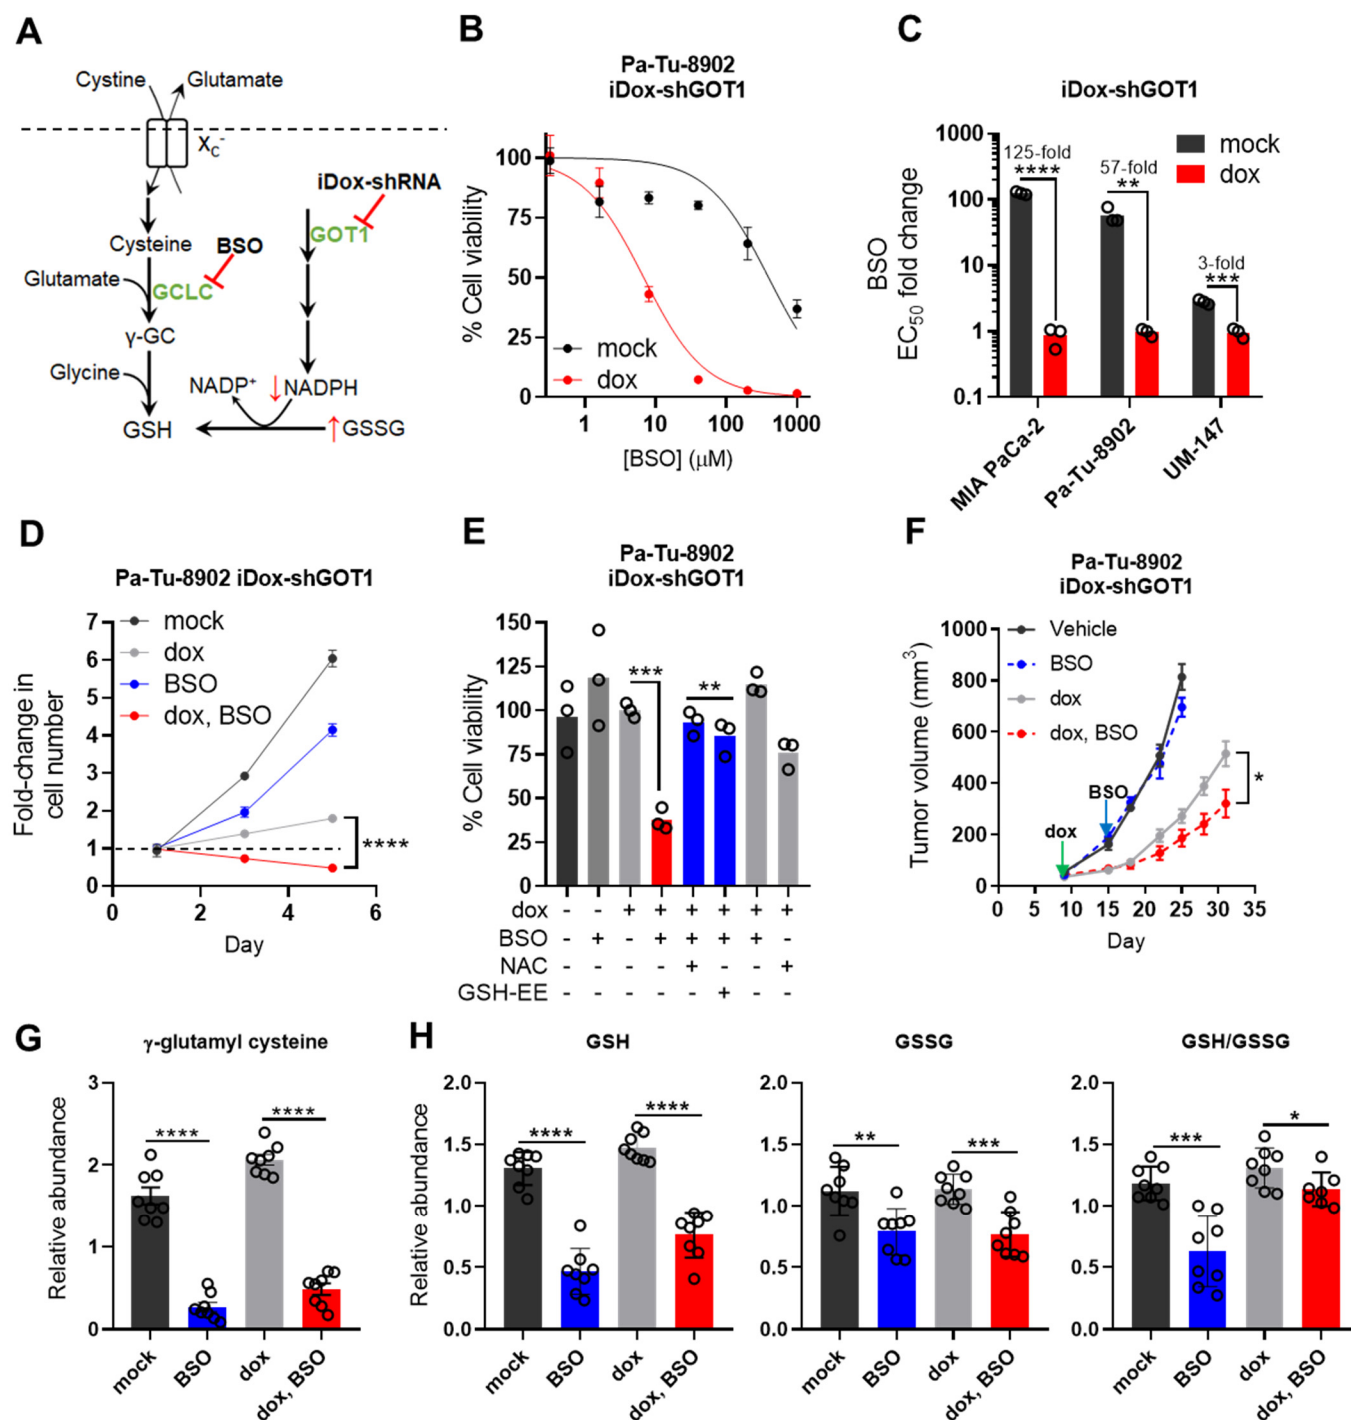 A
Cystine
Glutamate
Xc-
iDox-shRNA
GOT1
Cysteine
BSO
Glutamate
GCLC
γ-GC
Glycine
NADP+
↓NADPH
GSH
↑GSSG
B
Pa-Tu-8902
iDox-shGOT1
% Cell viability
100
75
50
25
0
mock
dox
1 10 100 1000
[BSO] (μM)
C
iDox-shGOT1
BSO
EC50 fold change
1000
100
10
1
0.1
mock
dox
125-fold
****
57-fold
**
3-fold
***
MIA PaCa-2
Pa-Tu-8902
UM-147
D
Pa-Tu-8902 iDox-shGOT1
Fold-change in
cell number
7
6
5
4
3
2
1
0
mock
dox
BSO
dox, BSO
****
0 2 4 6
Day
E
Pa-Tu-8902
iDox-shGOT1
% Cell viability
150
125
100
75
50
25
0
***
**
dox - - + + + + + +
BSO - + - + + + + -
NAC - - - - + - - +
GSH-EE - - - - - + - -
F
Pa-Tu-8902
iDox-shGOT1
Tumor volume (mm3)
1000
800
600
400
200
0
Vehicle
BSO
dox
dox, BSO
BSO
dox
*
0 5 10 15 20 25 30 35
Day
G
γ-glutamyl cysteine
Relative abundance
3
2
1
0
****
****
mock
BSO
dox
dox, BSO
H
GSH
Relative abundance
2.0
1.5
1.0
0.5
0.0
****
****
mock
BSO
dox
dox, BSO
GSSG
2.0
1.5
1.0
0.5
0.0
**
***
mock
BSO
dox
dox, BSO
GSH/GSSG
2.0
1.5
1.0
0.5
0.0
***
*
mock
BSO
dox
dox, BSO